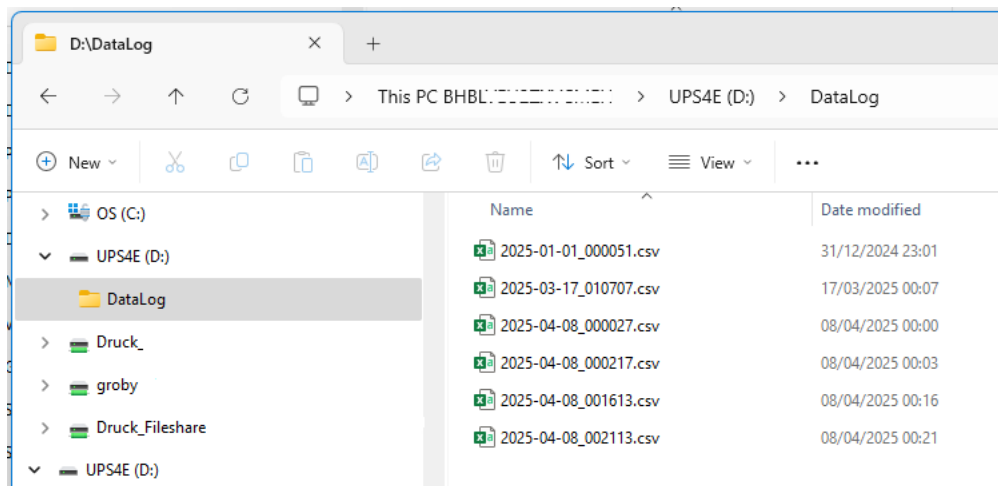 D:\DataLog
This PC BHBL > UPS4E (D:) > DataLog
New
Sort
View
OS (C:)
UPS4E (D:)
DataLog
Druck_
groby
Druck_Fileshare
UPS4E (D:)
Name Date modified
2025-01-01_000051.csv 31/12/2024 23:01
2025-03-17_010707.csv 17/03/2025 00:07
2025-04-08_000027.csv 08/04/2025 00:00
2025-04-08_000217.csv 08/04/2025 00:03
2025-04-08_001613.csv 08/04/2025 00:16
2025-04-08_002113.csv 08/04/2025 00:21